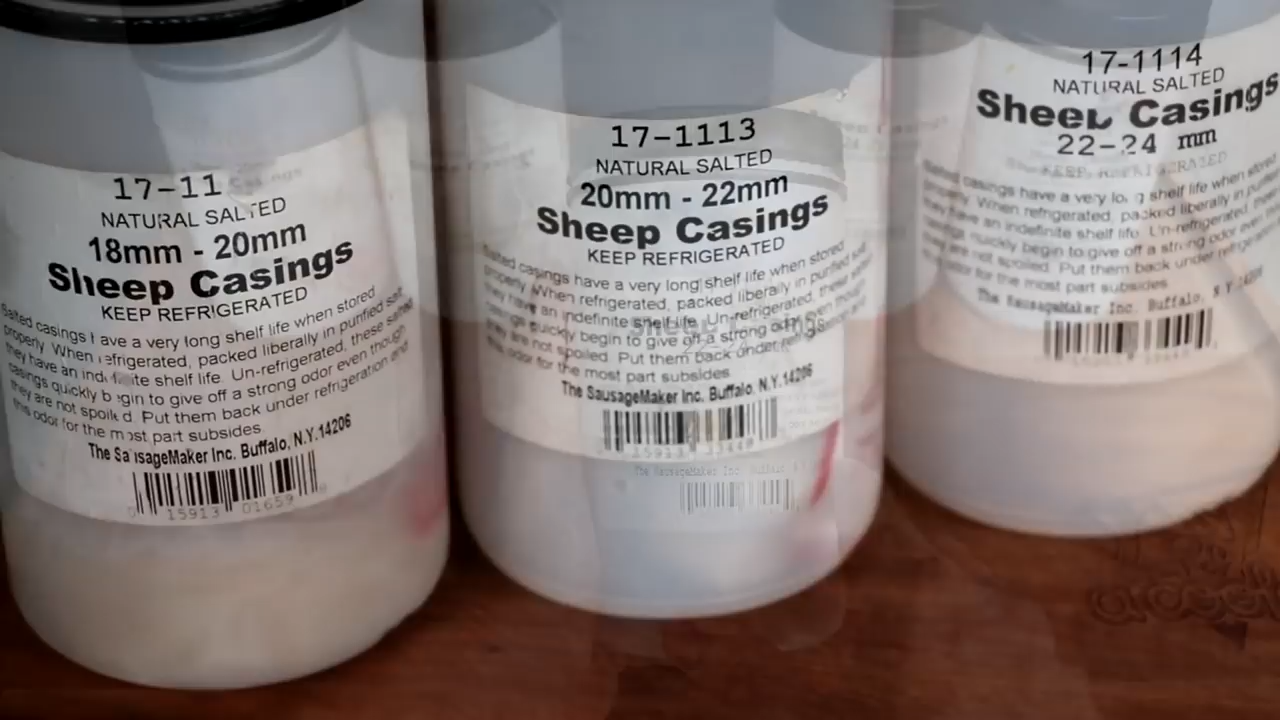 17-11
NATURAL SALTED
18mm - 20mm
Sheep Casings
KEEP REFRIGERATED
Salted casings have a very long shelf life when stored
properly. When refrigerated, packed liberally in purified salt
they have an indefinite shelf life. Un-refrigerated, these salted
casings quickly begin to give off a strong odor even though
they are not spoiled. Put them back under refrigeration and
this odor for the most part subsides.
The SausageMaker Inc. Buffalo, N.Y.14206
15913 01659 9
17-1113
NATURAL SALTED
20mm - 22mm
Sheep Casings
KEEP REFRIGERATED
Salted casings have a very long shelf life when stored
properly. When refrigerated, packed liberally in purified salt
they have an indefinite shelf life. Un-refrigerated, these
casings quickly begin to give off a strong odor even though
they are not spoiled. Put them back under
this odor for the most part subsides.
The SausageMaker Inc. Buffalo, N.Y.14206
17-1114
NATURAL SALTED
Sheep Casings
22-24 mm
KEEP REFRIGERATED
Salted casings have a very long shelf life when stored
properly. When refrigerated, packed liberally in purified
they have an indefinite shelf life. Un-refrigerated, these
casings quickly begin to give off a strong odor even
they are not spoiled. Put them back under refrigeration
odor for the most part subsides
The SausageMaker Inc. Buffalo, N.Y.14206